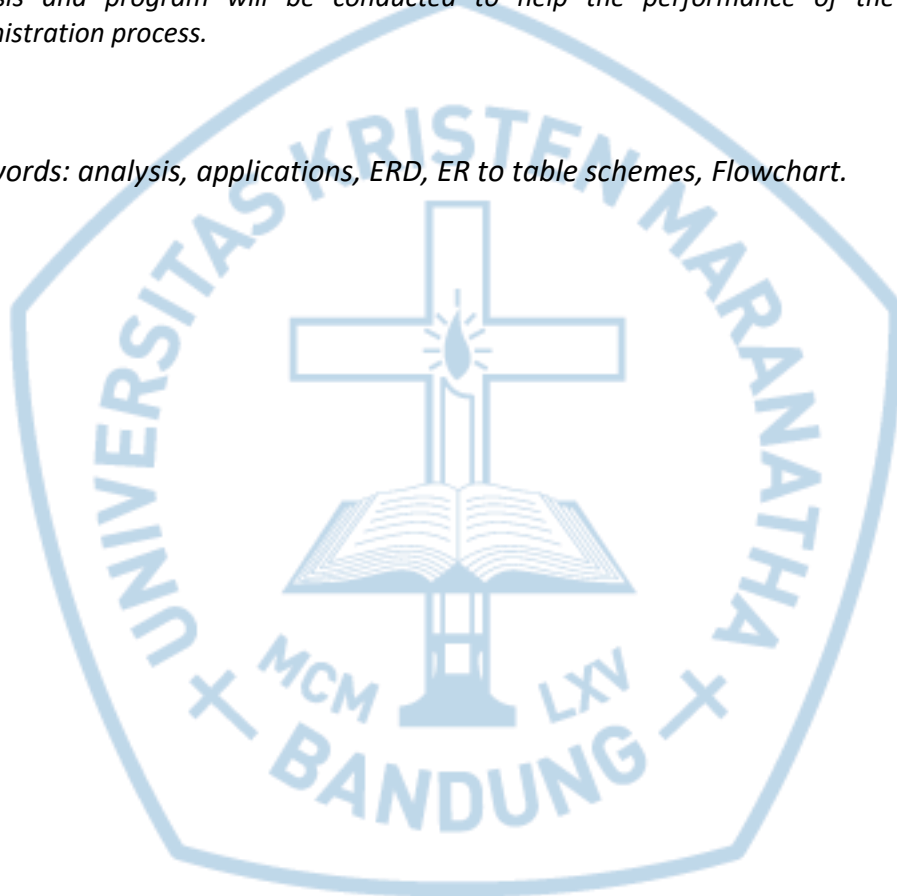 sis and program will be conducted to help the performance of the
nistration process.
words: analysis, applications, ERD, ER to table schemes, Flowchart.
UNIVERSITAS KRISTEN MARANATHA
MCM LXV
BANDUNG